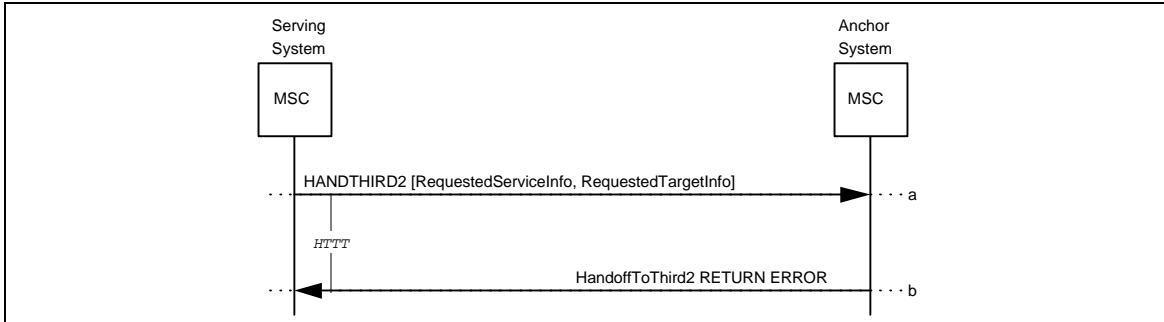 Serving
System
Anchor
System
MSC
MSC
HANDTHIRD2 [RequestedServiceInfo, RequestedTargetInfo]
a
HTTT
HandoffToThird2 RETURN ERROR
b